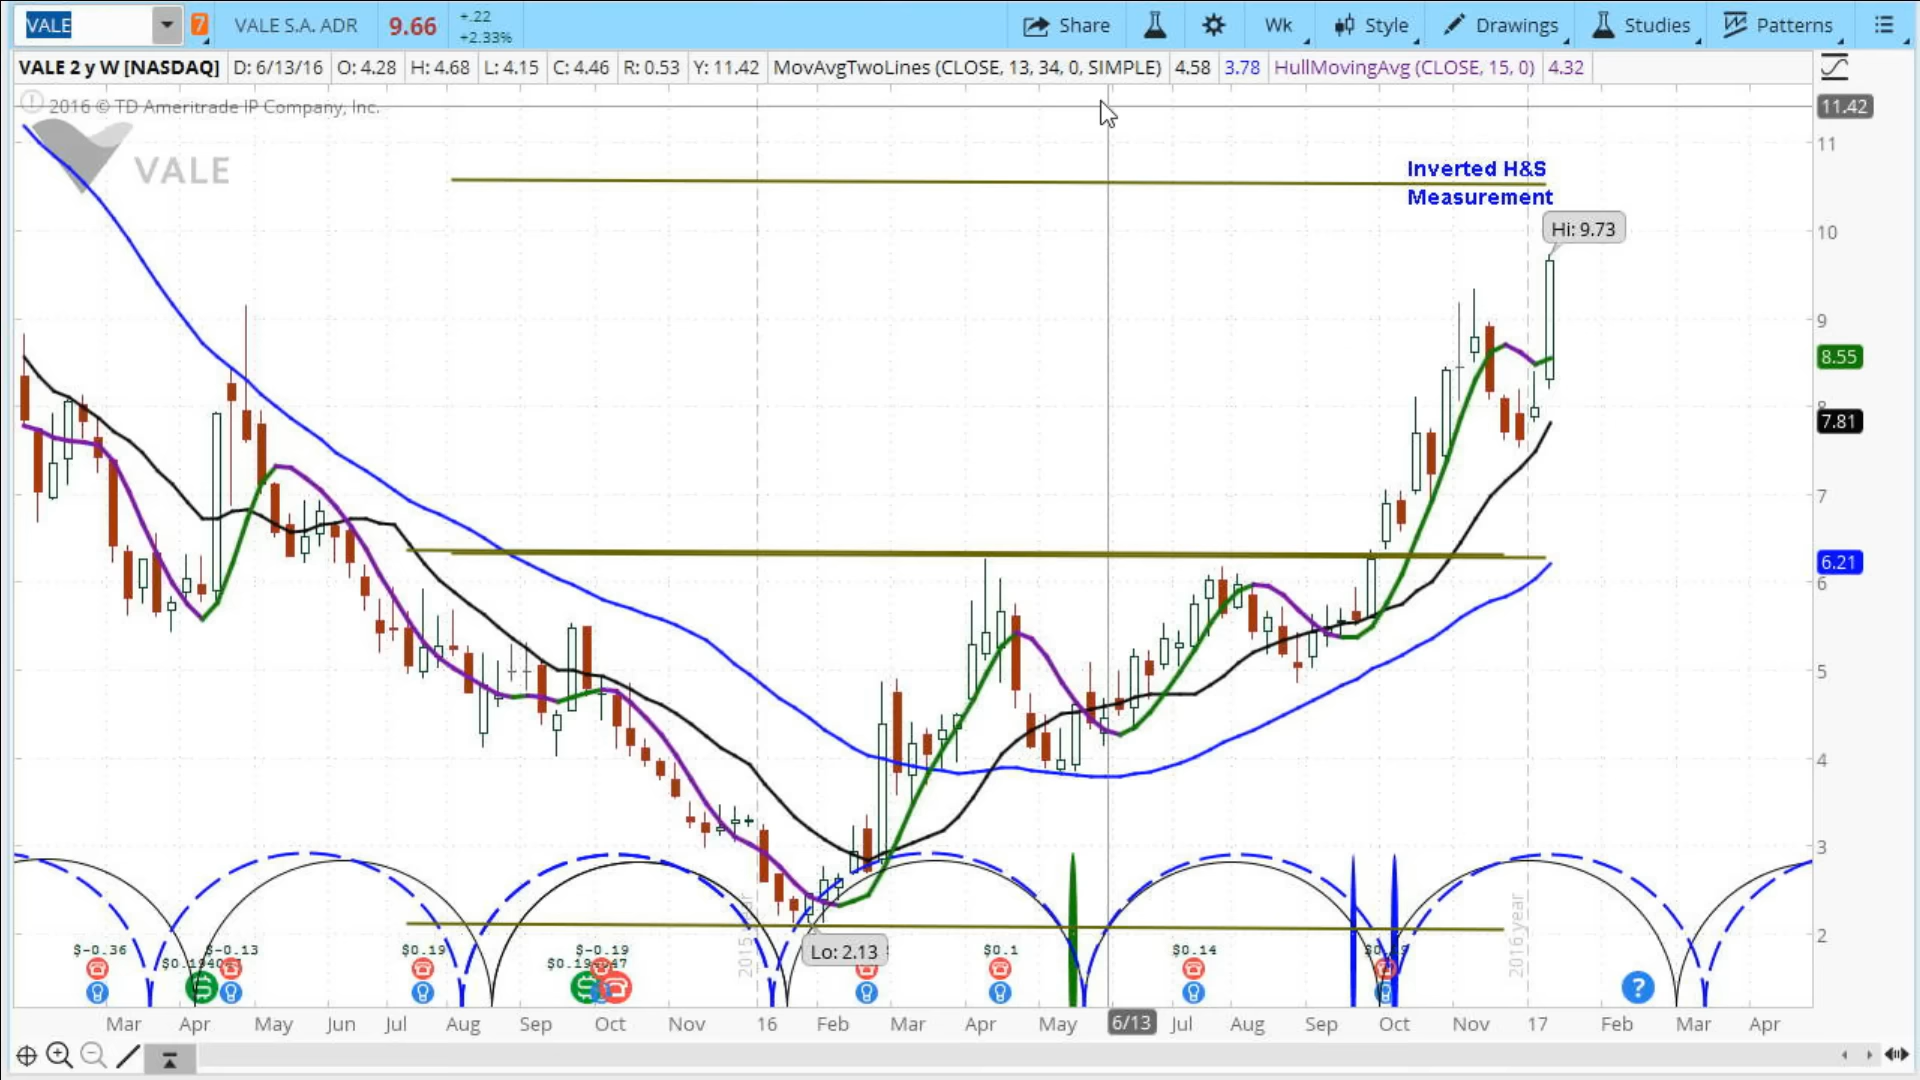 VALE
7
VALE S.A. ADR
9.66
+.22
+2.33%
Share
Wk
Style
Drawings
Studies
Patterns
VALE 2 y W [NASDAQ] D: 6/13/16 O: 4.28 H: 4.68 L: 4.15 C: 4.46 R: 0.53 Y: 11.42 MovAvgTwoLines (CLOSE, 13, 34, 0, SIMPLE) 4.58 3.78 HullMovingAvg (CLOSE, 15, 0) 4.32
2016 © TD Ameritrade IP Company, Inc.
VALE
11.42
11
Inverted H&S
Measurement
Hi: 9.73
10
9
8.55
8
7.81
7
6.21
6
5
4
3
2
2015 year
2016 year
Lo: 2.13
$-0.36
$-0.13
$0.19
$-0.19
$0.1
$0.14
?
Mar Apr May Jun Jul Aug Sep Oct Nov 16 Feb Mar Apr May 6/13 Jul Aug Sep Oct Nov 17 Feb Mar Apr